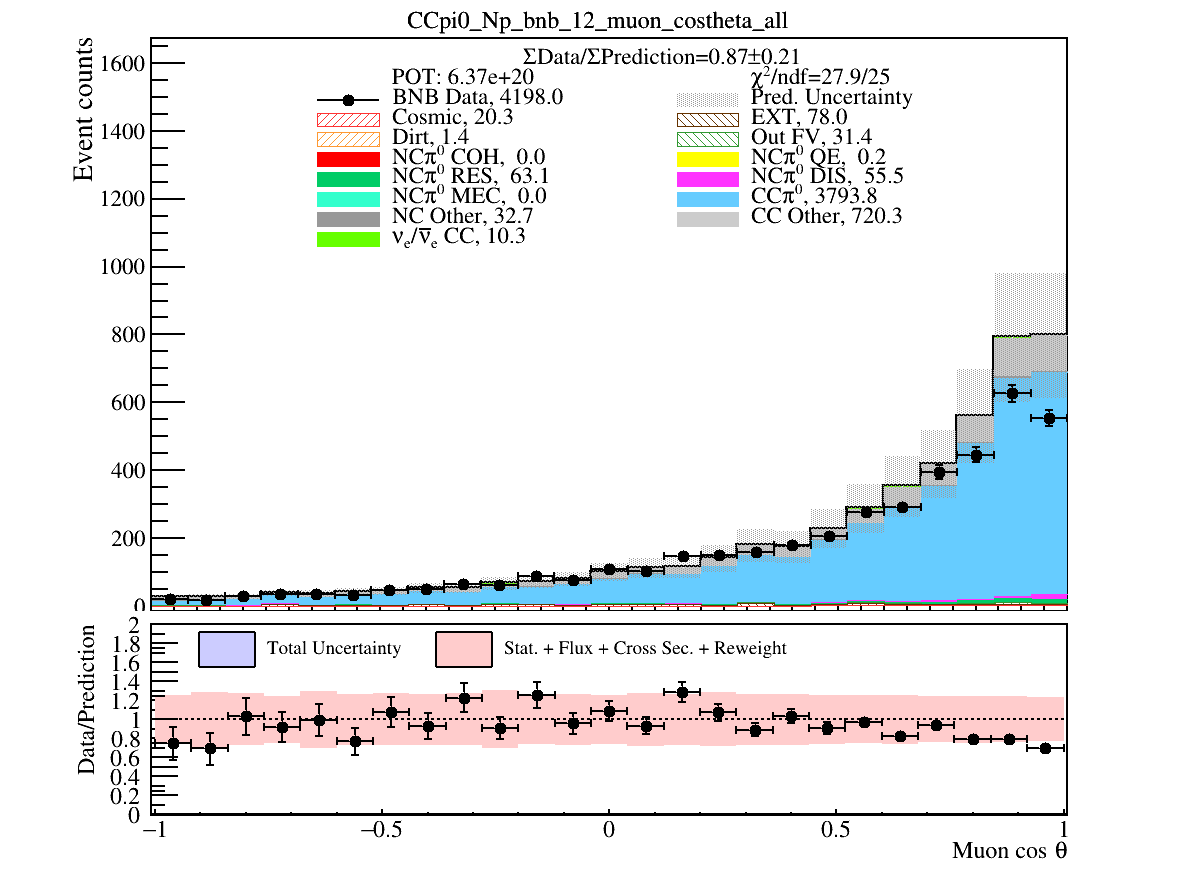 CCpi0_Np_bnb_12_muon_costheta_all
ΣData/ΣPrediction=0.87±0.21
POT: 6.37e+20 χ²/ndf=27.9/25
BNB Data, 4198.0 Pred. Uncertainty
Cosmic, 20.3 EXT, 78.0
Dirt, 1.4 Out FV, 31.4
NCπ⁰ COH, 0.0 NCπ⁰ QE, 0.2
NCπ⁰ RES, 63.1 NCπ⁰ DIS, 55.5
NCπ⁰ MEC, 0.0 CCπ⁰, 3793.8
NC Other, 32.7 CC Other, 720.3
νₑ/ν̅ₑ CC, 10.3
Event counts
1600
1400
1200
1000
800
600
400
200
0
Total Uncertainty Stat. + Flux + Cross Sec. + Reweight
Data/Prediction
2
1.8
1.6
1.4
1.2
1
0.8
0.6
0.4
0.2
0
−1 −0.5 0 0.5 1
Muon cos θ